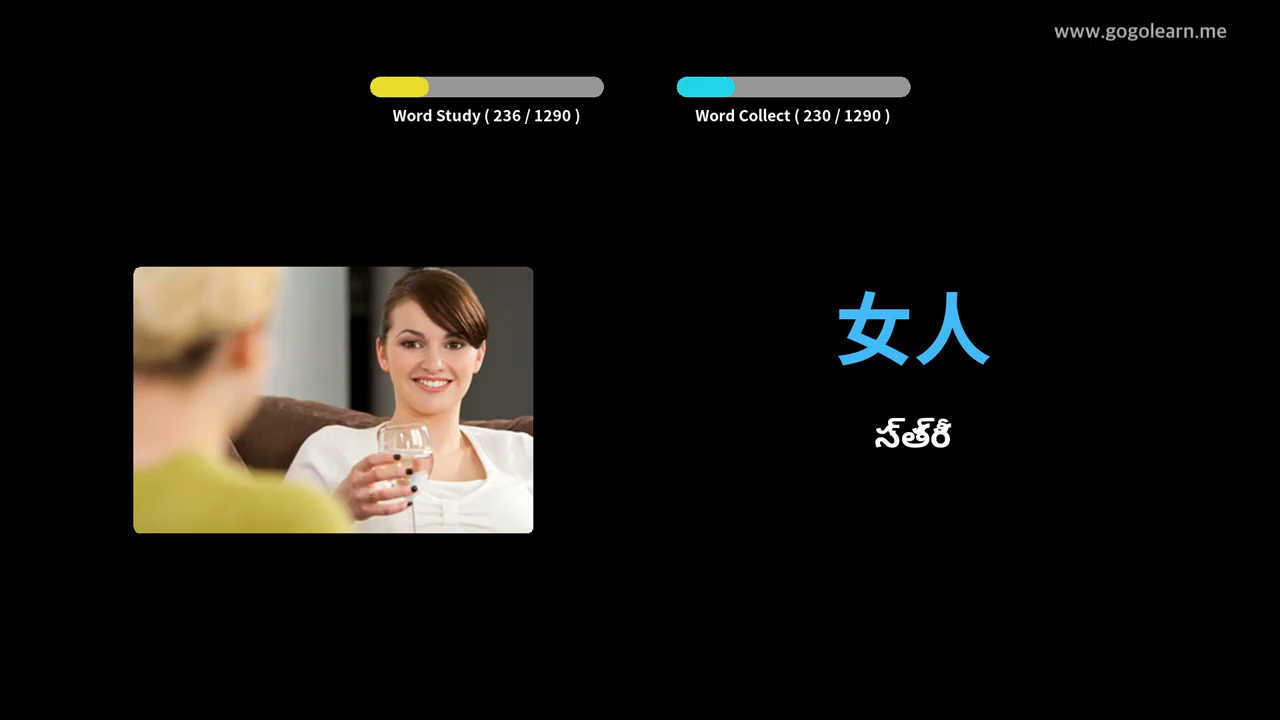 www.gogolearn.me
Word Study ( 236 / 1290 )
Word Collect ( 230 / 1290 )
女人
స్త్రీ